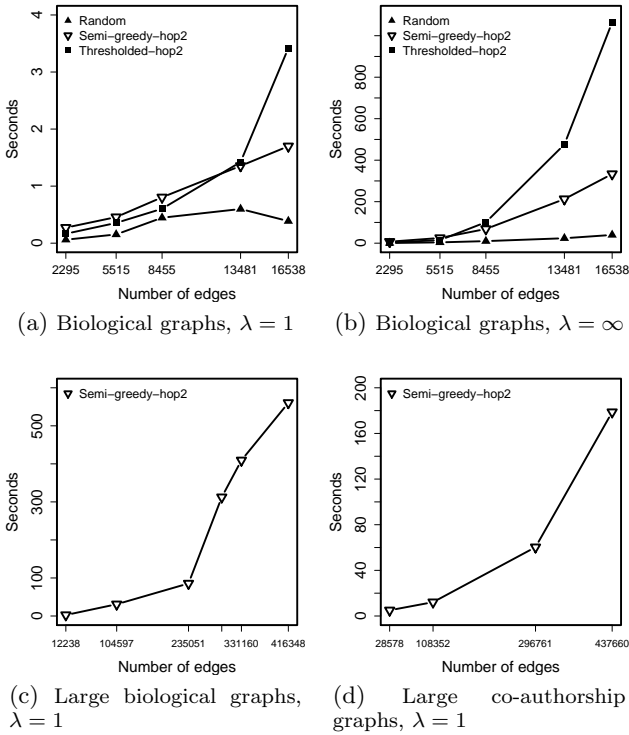 Random
Semi−greedy−hop2
Thresholded−hop2
Seconds
4
3
2
1
0
2295 5515 8455 13481 16538
Number of edges
(a) Biological graphs, λ = 1
Random
Semi−greedy−hop2
Thresholded−hop2
Seconds
1000
800
600
400
200
0
2295 5515 8455 13481 16538
Number of edges
(b) Biological graphs, λ = ∞
Semi−greedy−hop2
Seconds
500
300
100
0
12238 104597 235051 331160 416348
Number of edges
(c) Large biological graphs,
λ = 1
Semi−greedy−hop2
Seconds
200
160
120
80
40
0
28578 108352 296761 437660
Number of edges
(d) Large co-authorship
graphs, λ = 1